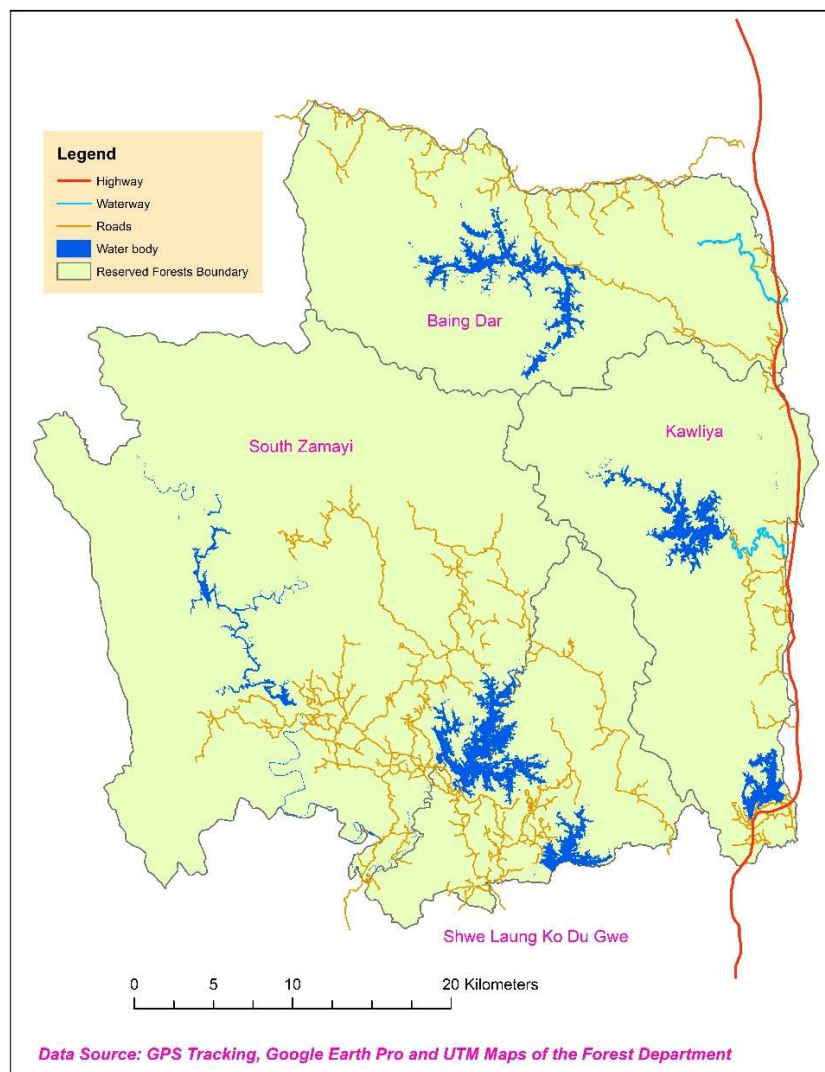 Legend
Highway
Waterway
Roads
Water body
Reserved Forests Boundary
Baing Dar
Kawliya
South Zamayi
Shwe Laung Ko Du Gwe
0 5 10 20 Kilometers
Data Source: GPS Tracking, Google Earth Pro and UTM Maps of the Forest Department